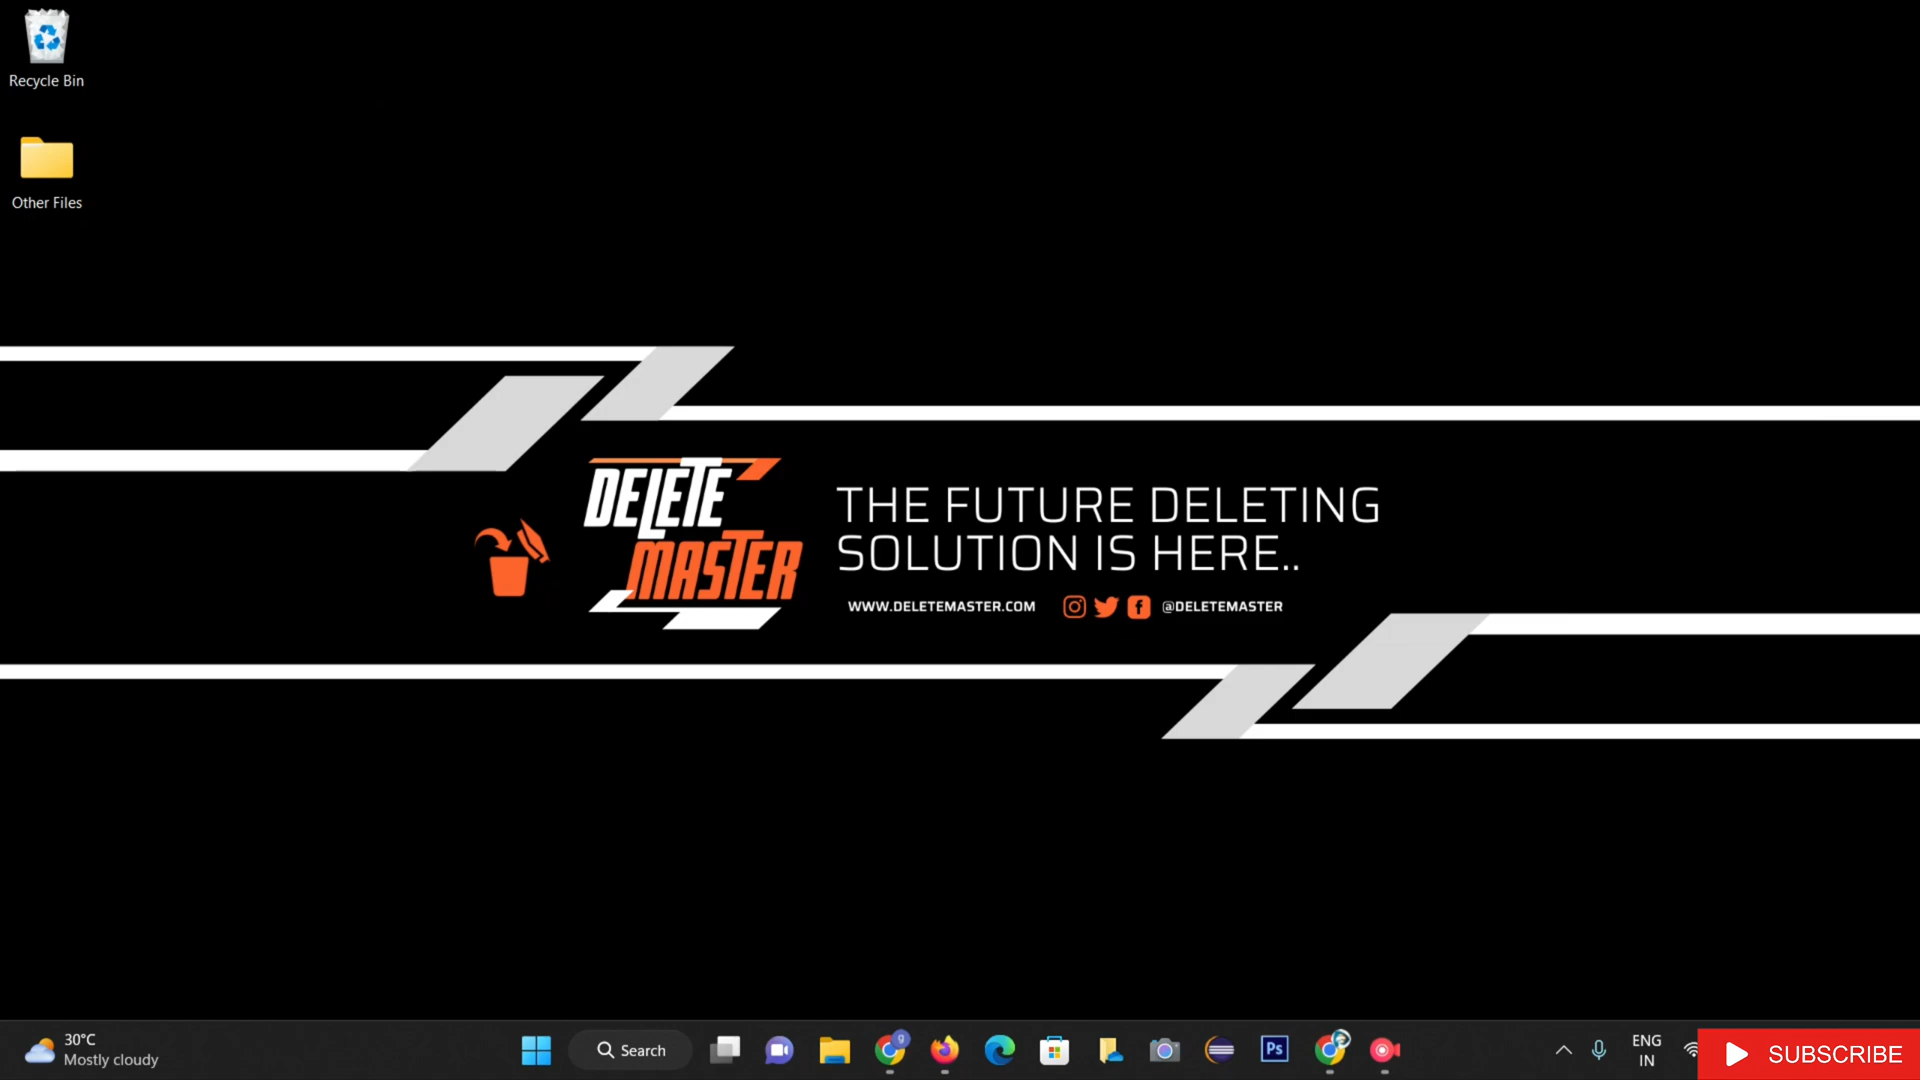 Recycle Bin
Other Files
DELETE
MASTER
THE FUTURE DELETING
SOLUTION IS HERE..
WWW.DELETEMASTER.COM
@DELETEMASTER
30°C
Mostly cloudy
Search
g
Ps
ENG
IN
SUBSCRIBE